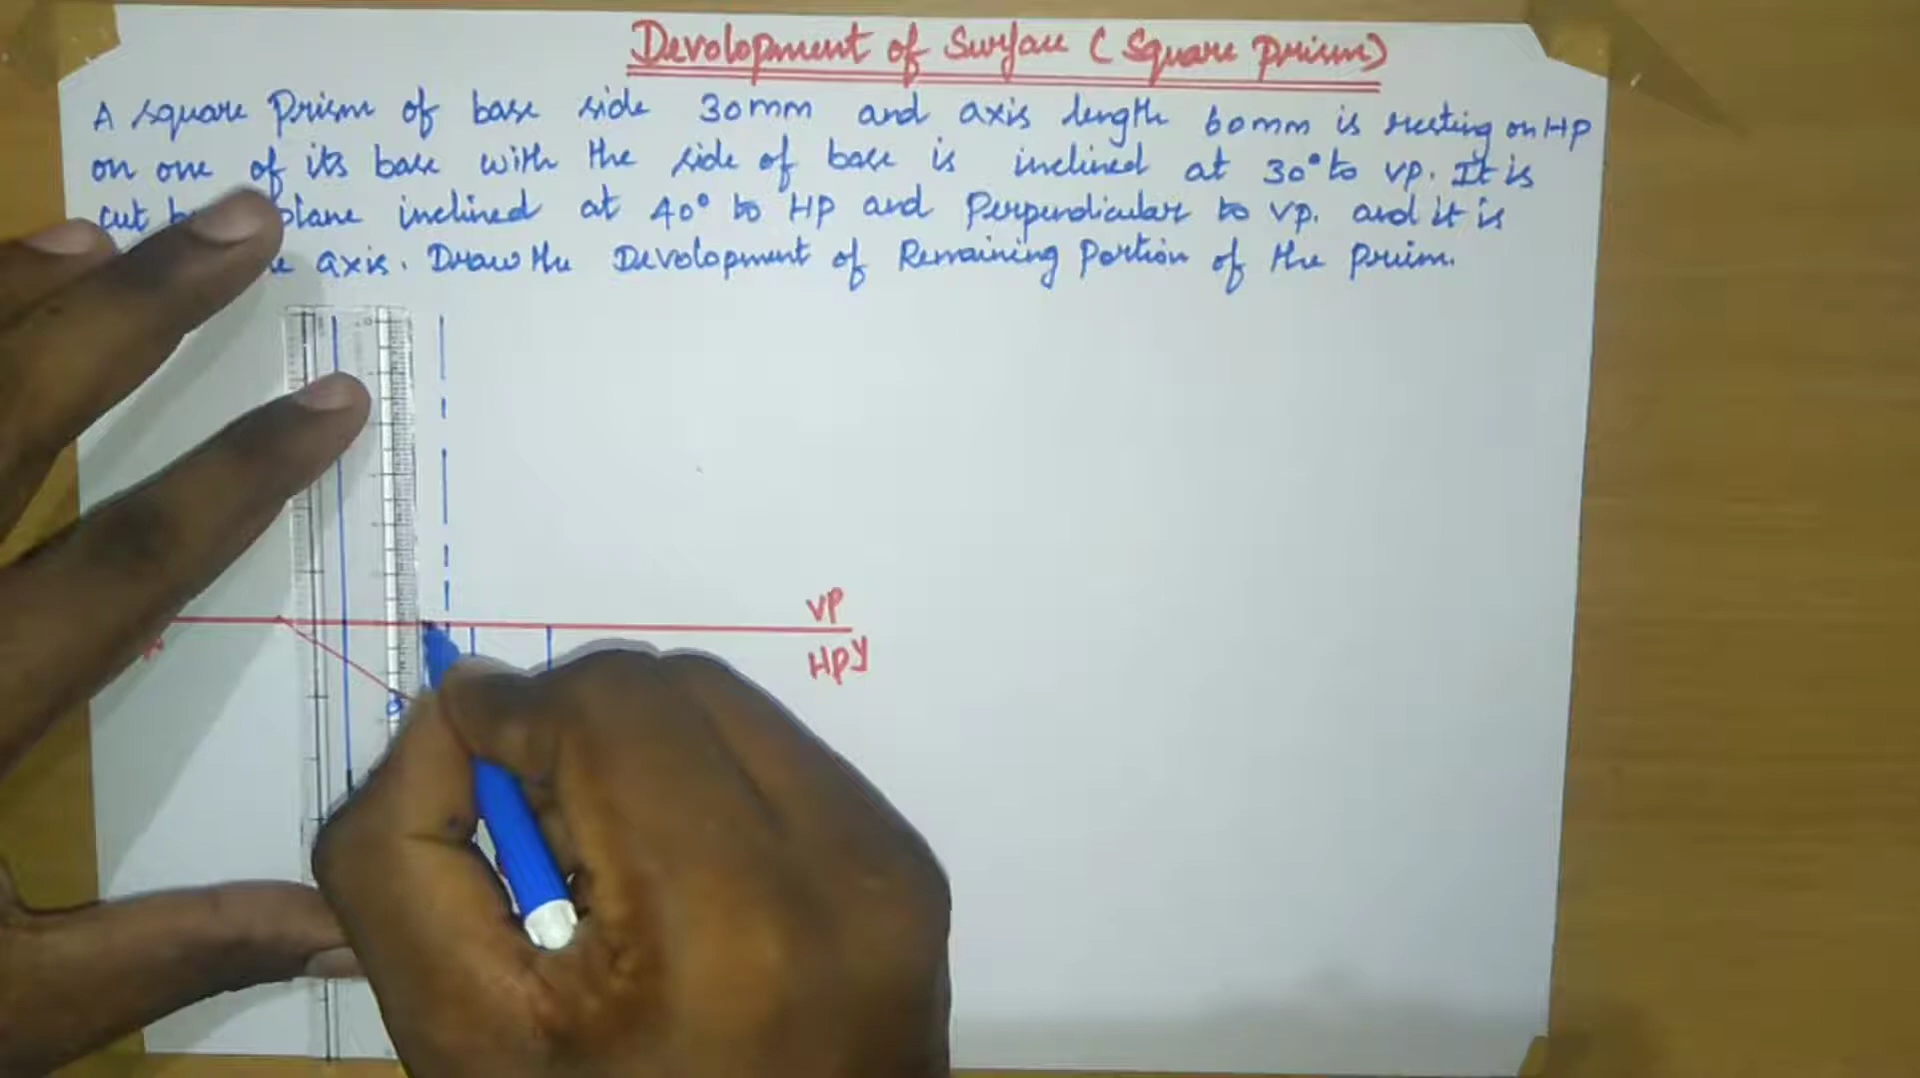 Devolopment of Surface (Square prism)
A square Prism of base side 30mm and axis length 60mm is resting on HP
on one of its base with the side of base is inclined at 30° to VP. It is
cut plane inclined at 40° to HP and Perpendicular to VP. and it is
axis. Draw the Devolopment of Remaining Portion of the prism.
VP
HP Y